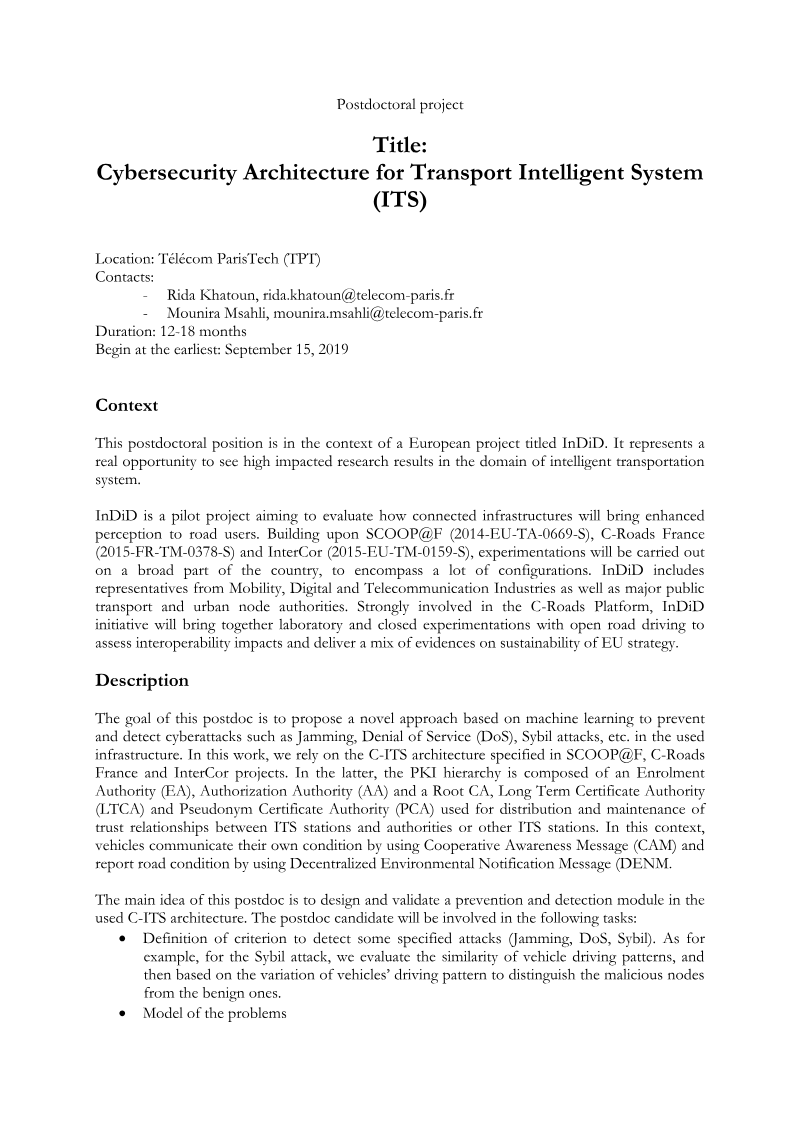 Postdoctoral project
Title:
Cybersecurity Architecture for Transport Intelligent System
(ITS)
Location: Télécom ParisTech (TPT)
Contacts:
- Rida Khatoun, rida.khatoun@telecom-paris.fr
- Mounira Msahli, mounira.msahli@telecom-paris.fr
Duration: 12-18 months
Begin at the earliest: September 15, 2019
Context
This postdoctoral position is in the context of a European project titled InDiD. It represents a
real opportunity to see high impacted research results in the domain of intelligent transportation
system.
InDiD is a pilot project aiming to evaluate how connected infrastructures will bring enhanced
perception to road users. Building upon SCOOP@F (2014-EU-TA-0669-S), C-Roads France
(2015-FR-TM-0378-S) and InterCor (2015-EU-TM-0159-S), experimentations will be carried out
on a broad part of the country, to encompass a lot of configurations. InDiD includes
representatives from Mobility, Digital and Telecommunication Industries as well as major public
transport and urban node authorities. Strongly involved in the C-Roads Platform, InDiD
initiative will bring together laboratory and closed experimentations with open road driving to
assess interoperability impacts and deliver a mix of evidences on sustainability of EU strategy.
Description
The goal of this postdoc is to propose a novel approach based on machine learning to prevent
and detect cyberattacks such as Jamming, Denial of Service (DoS), Sybil attacks, etc. in the used
infrastructure. In this work, we rely on the C-ITS architecture specified in SCOOP@F, C-Roads
France and InterCor projects. In the latter, the PKI hierarchy is composed of an Enrolment
Authority (EA), Authorization Authority (AA) and a Root CA, Long Term Certificate Authority
(LTCA) and Pseudonym Certificate Authority (PCA) used for distribution and maintenance of
trust relationships between ITS stations and authorities or other ITS stations. In this context,
vehicles communicate their own condition by using Cooperative Awareness Message (CAM) and
report road condition by using Decentralized Environmental Notification Message (DENM.
The main idea of this postdoc is to design and validate a prevention and detection module in the
used C-ITS architecture. The postdoc candidate will be involved in the following tasks:
• Definition of criterion to detect some specified attacks (Jamming, DoS, Sybil). As for
example, for the Sybil attack, we evaluate the similarity of vehicle driving patterns, and
then based on the variation of vehicles’ driving pattern to distinguish the malicious nodes
from the benign ones.
• Model of the problems